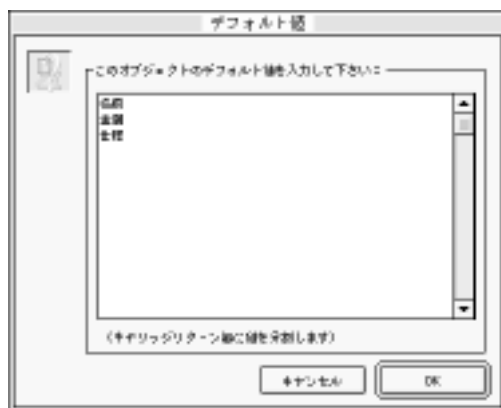 デフォルト値
このオブジェクトのデフォルト値を入力して下さい:
名前
(キャリッジリターン毎に値を分割します)
キャンセル
OK